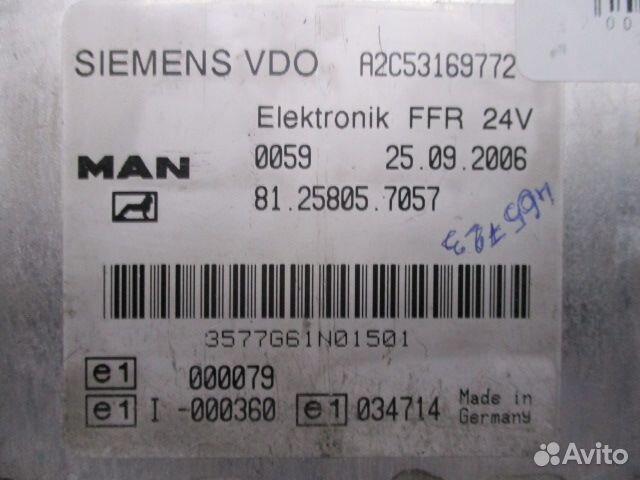 SIEMENS VDO A2C53169772
Elektronik FFR 24V
MAN 0059 25.09.2006
81.25805.7057
465723
3577G61N01501
e1 000079
e1 I -000360 e1 034714 Made in Germany
Avito